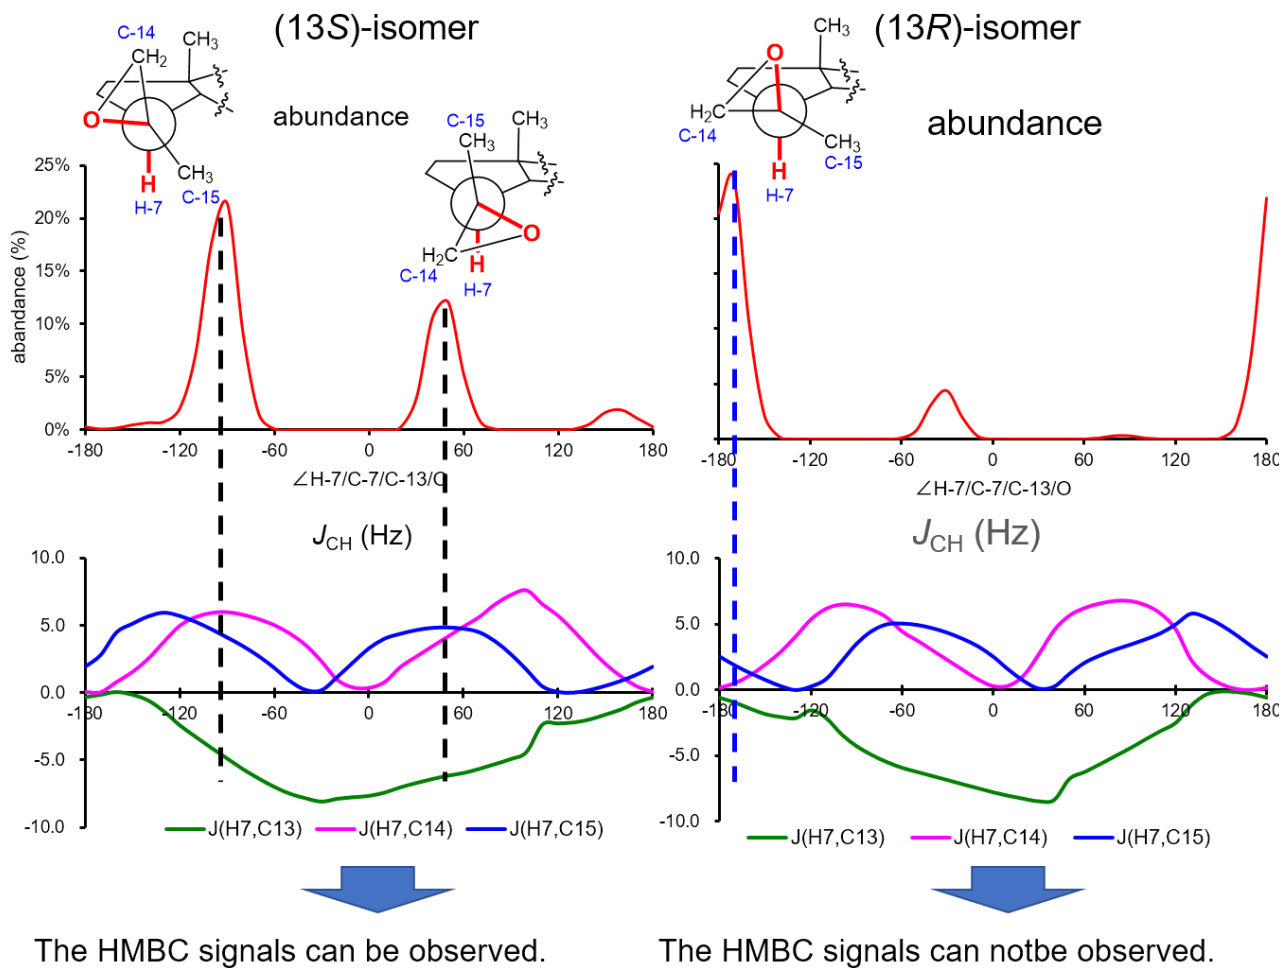 (13S)-isomer
C-14
CH2
CH3
O
H
H-7
CH3
C-15
abundance
C-15
CH3
CH3
O
H2C
C-14
H
H-7
abandance (%)
25%
20%
15%
10%
5%
0%
-180
-120
-60
0
60
120
180
∠H-7/C-7/C-13/O
JCH (Hz)
10.0
5.0
0.0
-5.0
-10.0
-180
-120
-60
0
60
120
180
J(H7,C13)
J(H7,C14)
J(H7,C15)
The HMBC signals can be observed.
(13R)-isomer
CH3
O
H2C
C-14
CH3
C-15
H
H-7
abundance
-180
-120
-60
0
60
120
180
∠H-7/C-7/C-13/O
JCH (Hz)
10.0
5.0
0.0
-5.0
-10.0
-180
-120
-60
0
60
120
180
J(H7,C13)
J(H7,C14)
J(H7,C15)
The HMBC signals can notbe observed.